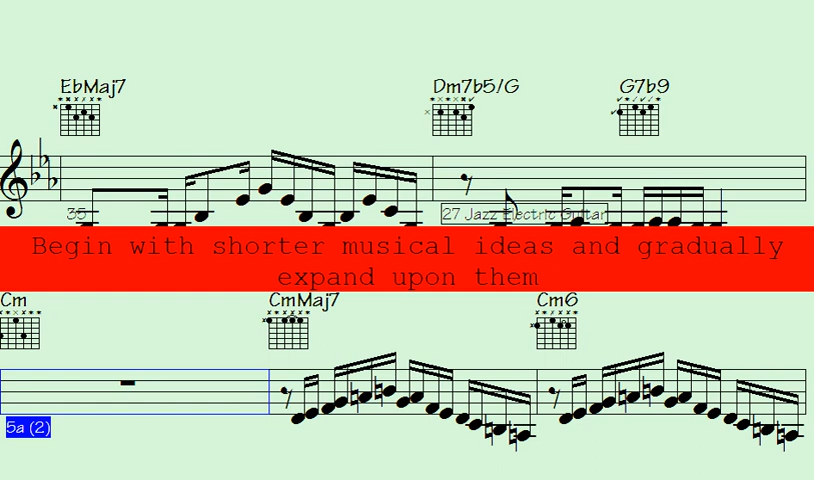 EbMaj7 Dm7b5/G G7b9
35 27 Jazz Electric Guitar
Begin with shorter musical ideas and gradually
expand upon them
Cm CmMaj7 Cm6
5a (2)